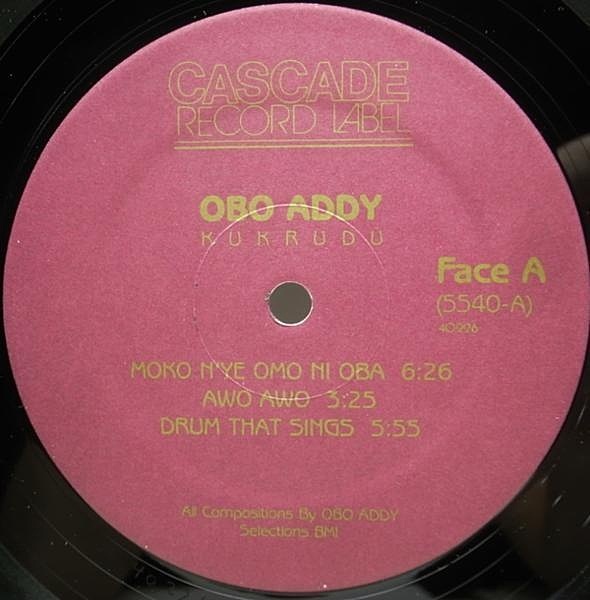 CASCADE
RECORD LABEL
OBO ADDY
KUKRUDU
Face A
(5540-A)
40996
MOKO N'YE OMO NI OBA 6:26
AWO AWO 3:25
DRUM THAT SINGS 5:55
All Compositions By OBO ADDY
Selections BMI